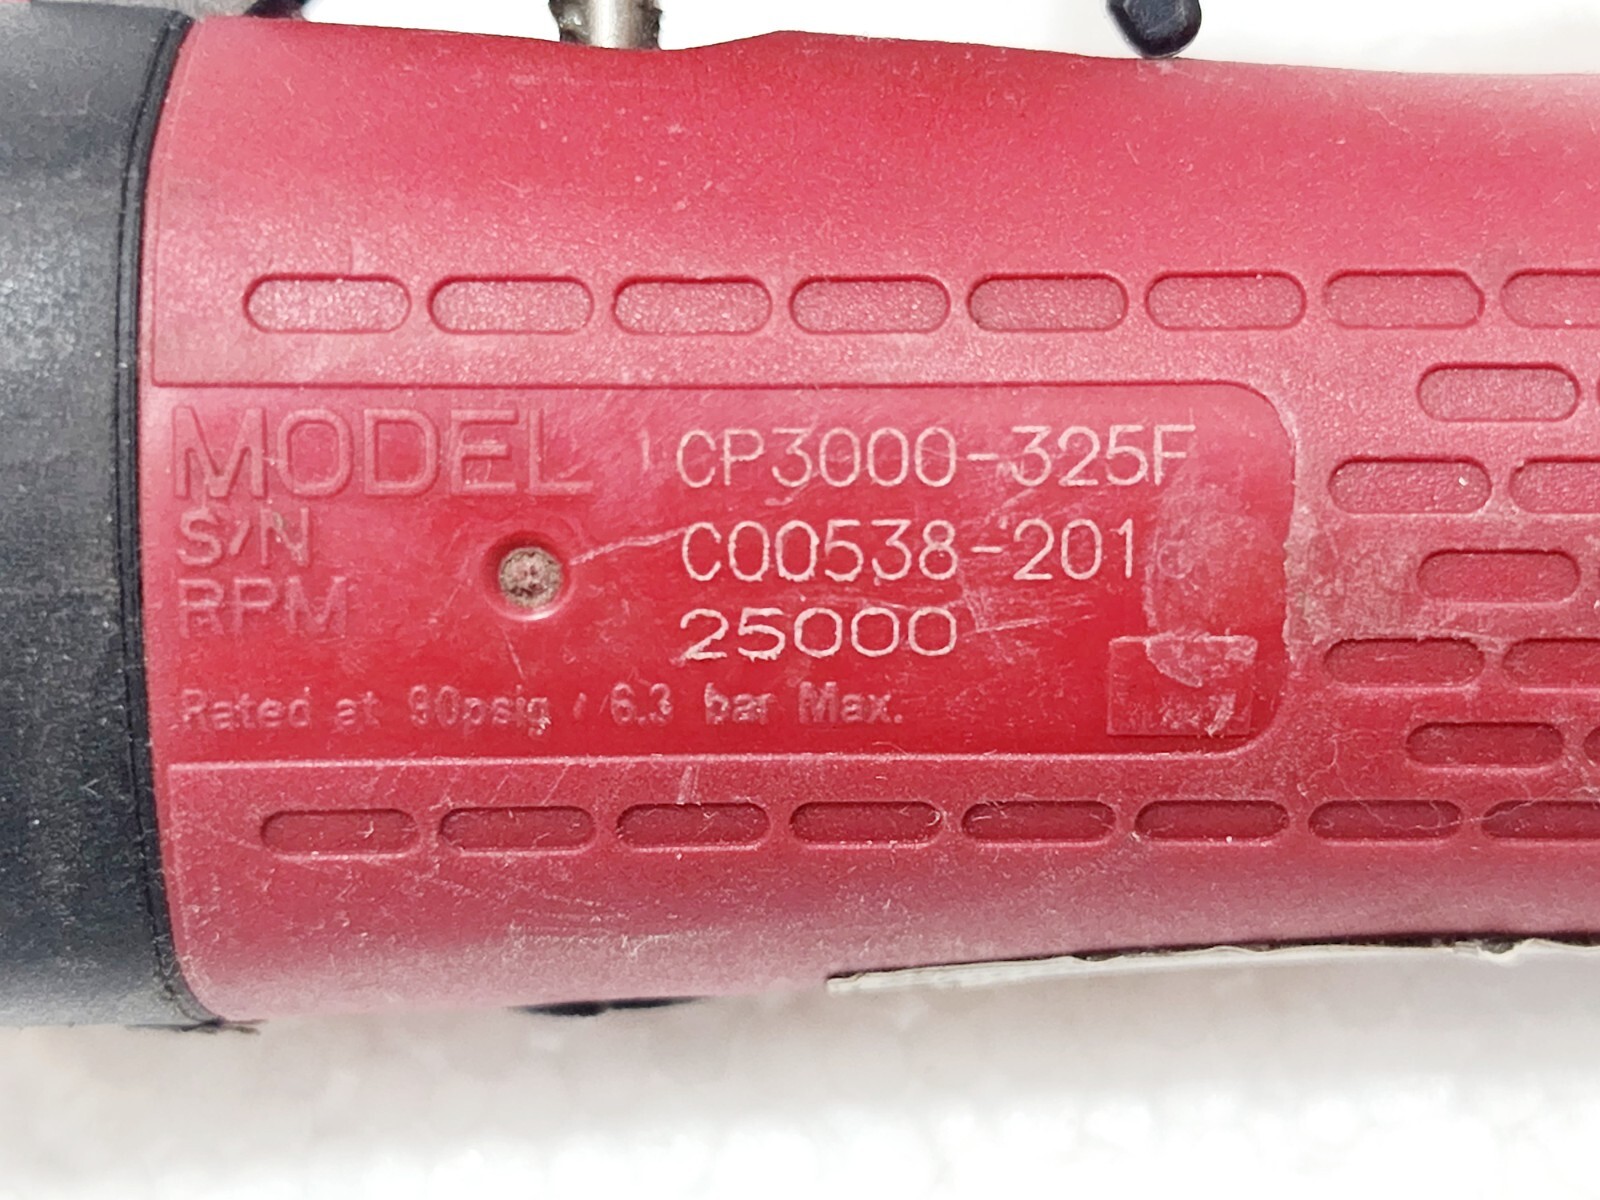 MODEL CP3000-325F
S/N C00538-201
RPM 25000
Rated at 90psig / 6.3 bar Max.